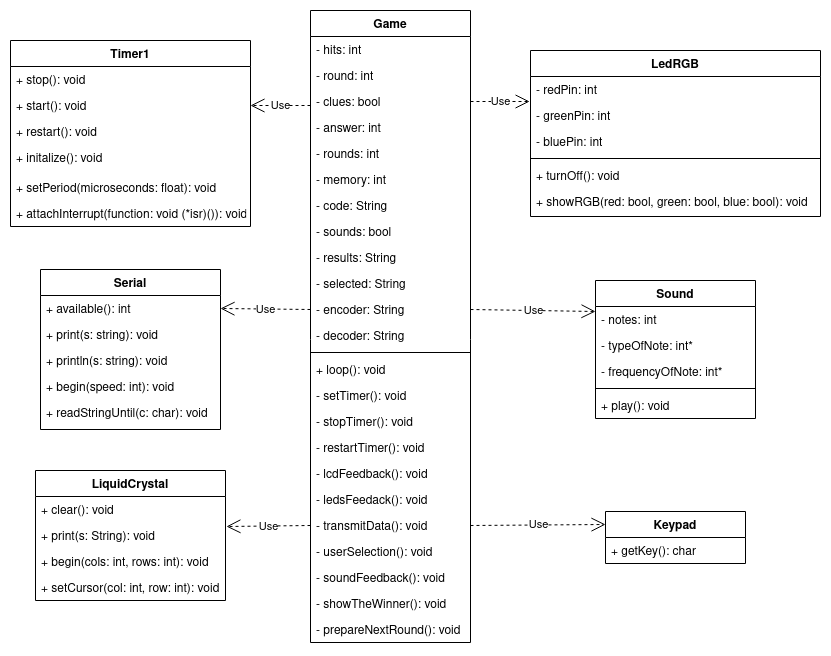 Timer1
+ stop(): void
+ start(): void
+ restart(): void
+ initalize(): void
+ setPeriod(microseconds: float): void
+ attachInterrupt(function: void (*isr)()): void
Use
Serial
+ available(): int
+ print(s: string): void
+ println(s: string): void
+ begin(speed: int): void
+ readStringUntil(c: char): void
Use
LiquidCrystal
+ clear(): void
+ print(s: String): void
+ begin(cols: int, rows: int): void
+ setCursor(col: int, row: int): void
Use
Game
- hits: int
- round: int
- clues: bool
- answer: int
- rounds: int
- memory: int
- code: String
- sounds: bool
- results: String
- selected: String
- encoder: String
- decoder: String
+ loop(): void
- setTimer(): void
- stopTimer(): void
- restartTimer(): void
- lcdFeedback(): void
- ledsFeedack(): void
- transmitData(): void
- userSelection(): void
- soundFeedback(): void
- showTheWinner(): void
- prepareNextRound(): void
Use
LedRGB
- redPin: int
- greenPin: int
- bluePin: int
+ turnOff(): void
+ showRGB(red: bool, green: bool, blue: bool): void
Use
Sound
- notes: int
- typeOfNote: int*
- frequencyOfNote: int*
+ play(): void
Use
Keypad
+ getKey(): char